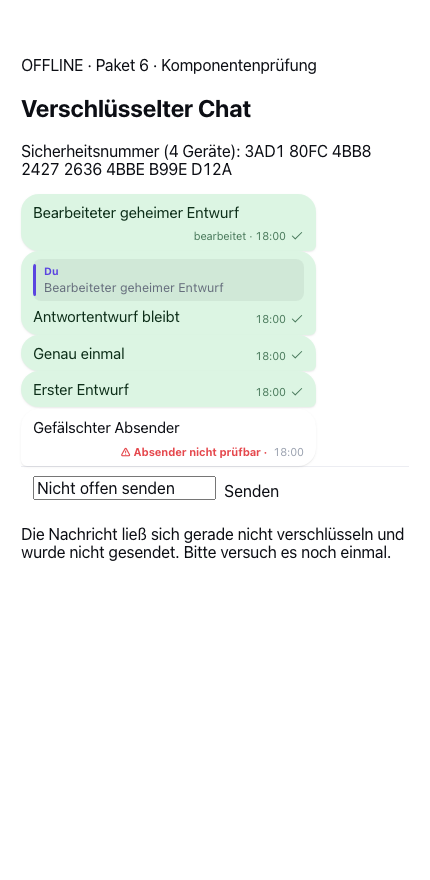 OFFLINE · Paket 6 · Komponentenprüfung
Verschlüsselter Chat
Sicherheitsnummer (4 Geräte): 3AD1 80FC 4BB8
2427 2636 4BBE B99E D12A
Bearbeiteter geheimer Entwurf
bearbeitet · 18:00
Du
Bearbeiteter geheimer Entwurf
Antwortentwurf bleibt 18:00
Genau einmal 18:00
Erster Entwurf 18:00
Gefälschter Absender
Absender nicht prüfbar · 18:00
Nicht offen senden Senden
Die Nachricht ließ sich gerade nicht verschlüsseln und
wurde nicht gesendet. Bitte versuch es noch einmal.